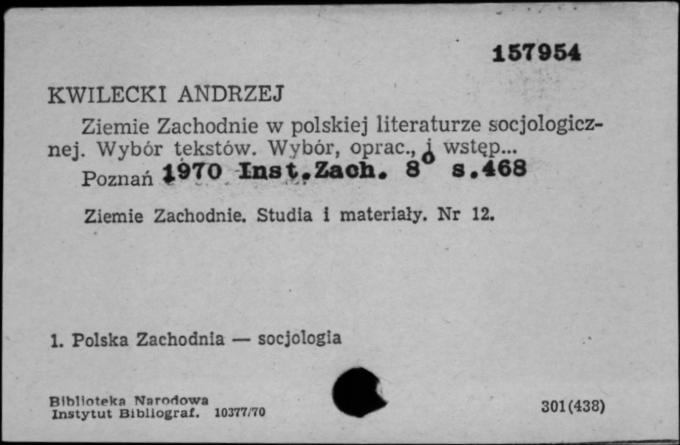 157954
KWILECKI ANDRZEJ
Ziemie Zachodnie w polskiej literaturze socjologicz-
nej. Wybór tekstów. Wybór, oprac., i wstęp...
Poznań 1970 Inst.Zach. 8° s.468
Ziemie Zachodnie. Studia i materiały. Nr 12.
1. Polska Zachodnia — socjologia
Biblioteka Narodowa
Instytut Bibliograf. 10377/70
301(438)